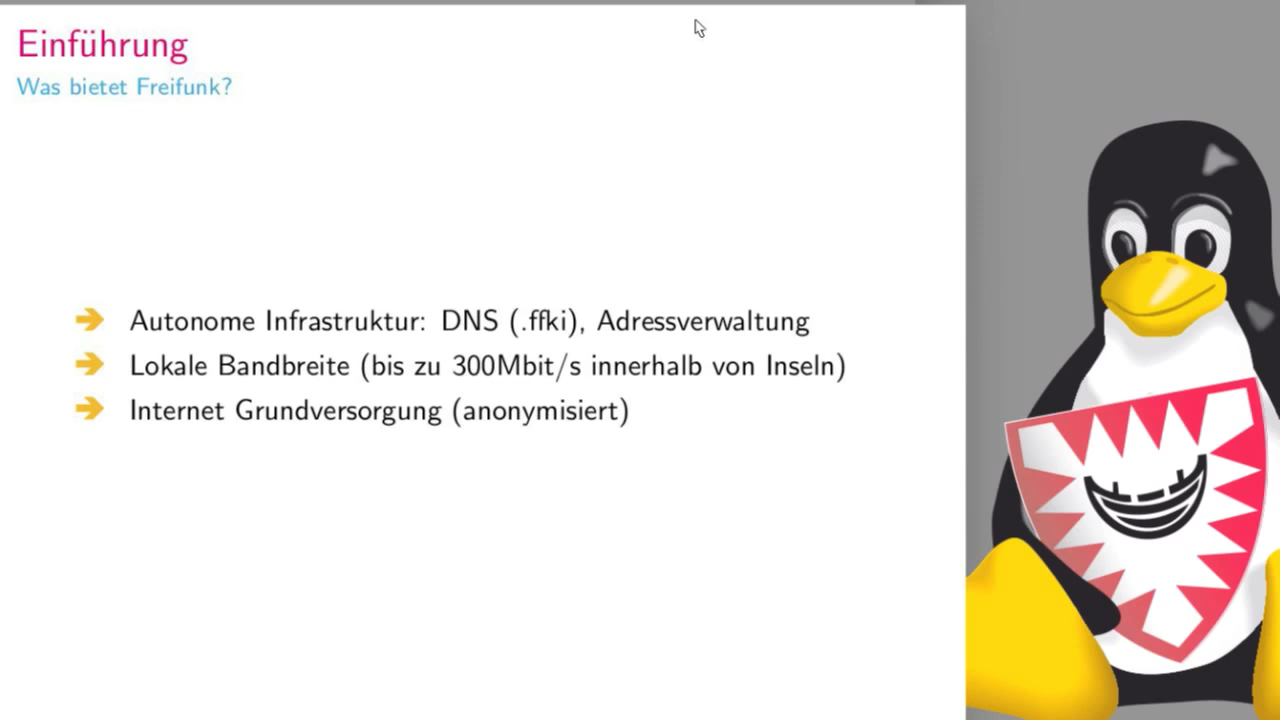 Einführung
Was bietet Freifunk?
Autonome Infrastruktur: DNS (.ffki), Adressverwaltung
Lokale Bandbreite (bis zu 300Mbit/s innerhalb von Inseln)
Internet Grundversorgung (anonymisiert)